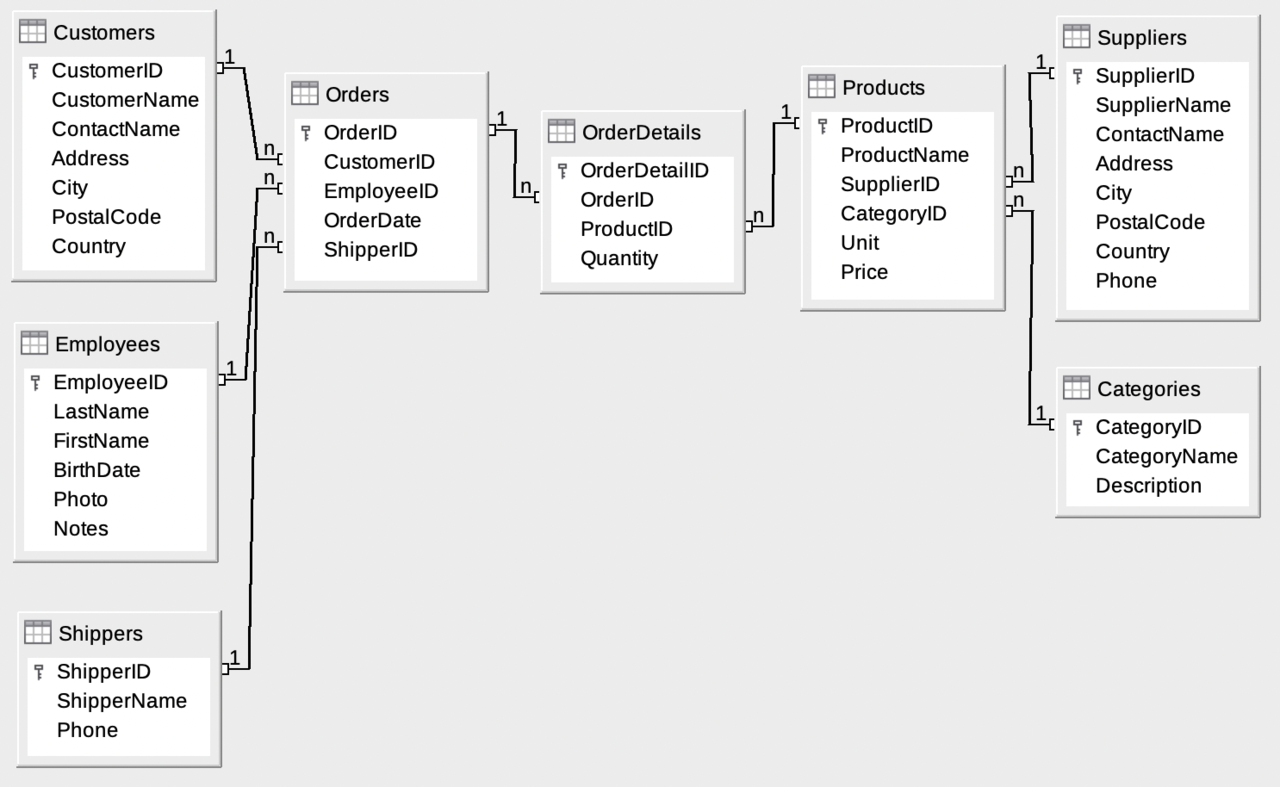 Customers
CustomerID
CustomerName
ContactName
Address
City
PostalCode
Country
1
n
n
n
Orders
OrderID
CustomerID
EmployeeID
OrderDate
ShipperID
1
n
OrderDetails
OrderDetailID
OrderID
ProductID
Quantity
1
n
Products
ProductID
ProductName
SupplierID
CategoryID
Unit
Price
1
n
n
Suppliers
SupplierID
SupplierName
ContactName
Address
City
PostalCode
Country
Phone
Employees
EmployeeID
LastName
FirstName
BirthDate
Photo
Notes
1
1
Categories
CategoryID
CategoryName
Description
Shippers
ShipperID
ShipperName
Phone
1